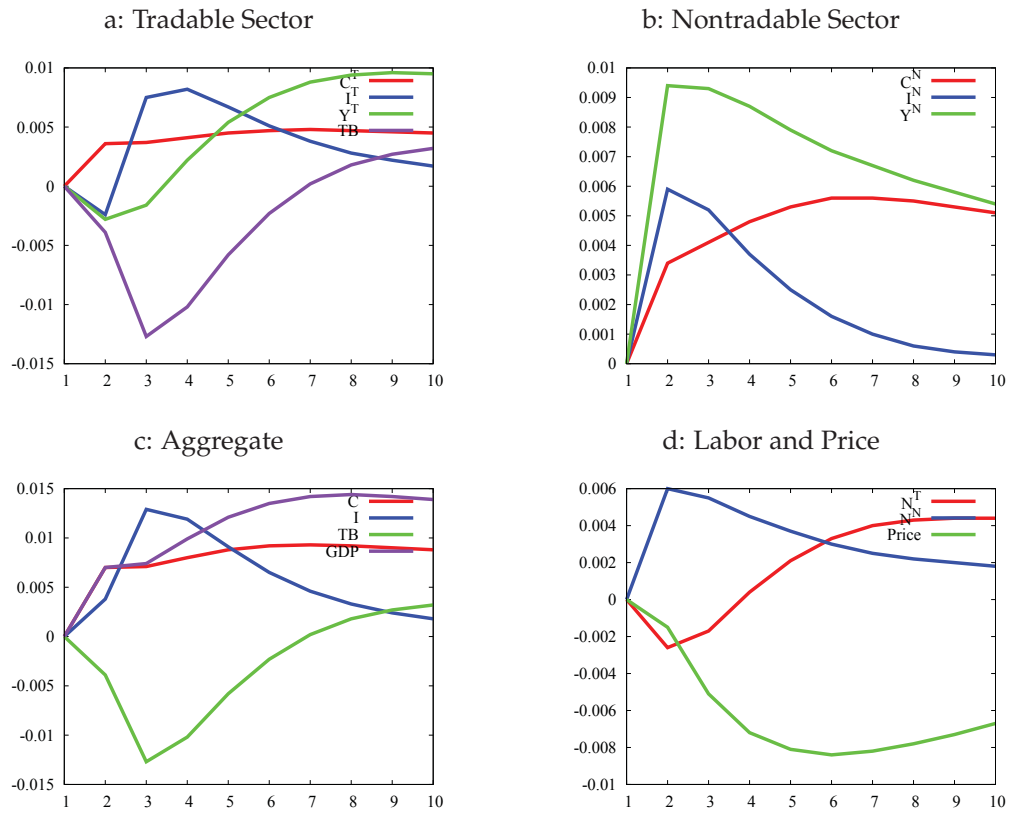 a: Tradable Sector
0.01
0.005
0
-0.005
-0.01
-0.015
1 2 3 4 5 6 7 8 9 10
C^T
I^T
Y^T
TB
b: Nontradable Sector
0.01
0.009
0.008
0.007
0.006
0.005
0.004
0.003
0.002
0.001
0
1 2 3 4 5 6 7 8 9 10
C^N
I^N
Y^N
c: Aggregate
0.015
0.01
0.005
0
-0.005
-0.01
-0.015
1 2 3 4 5 6 7 8 9 10
C
I
TB
GDP
d: Labor and Price
0.006
0.004
0.002
0
-0.002
-0.004
-0.006
-0.008
-0.01
1 2 3 4 5 6 7 8 9 10
N^T
N^N
Price